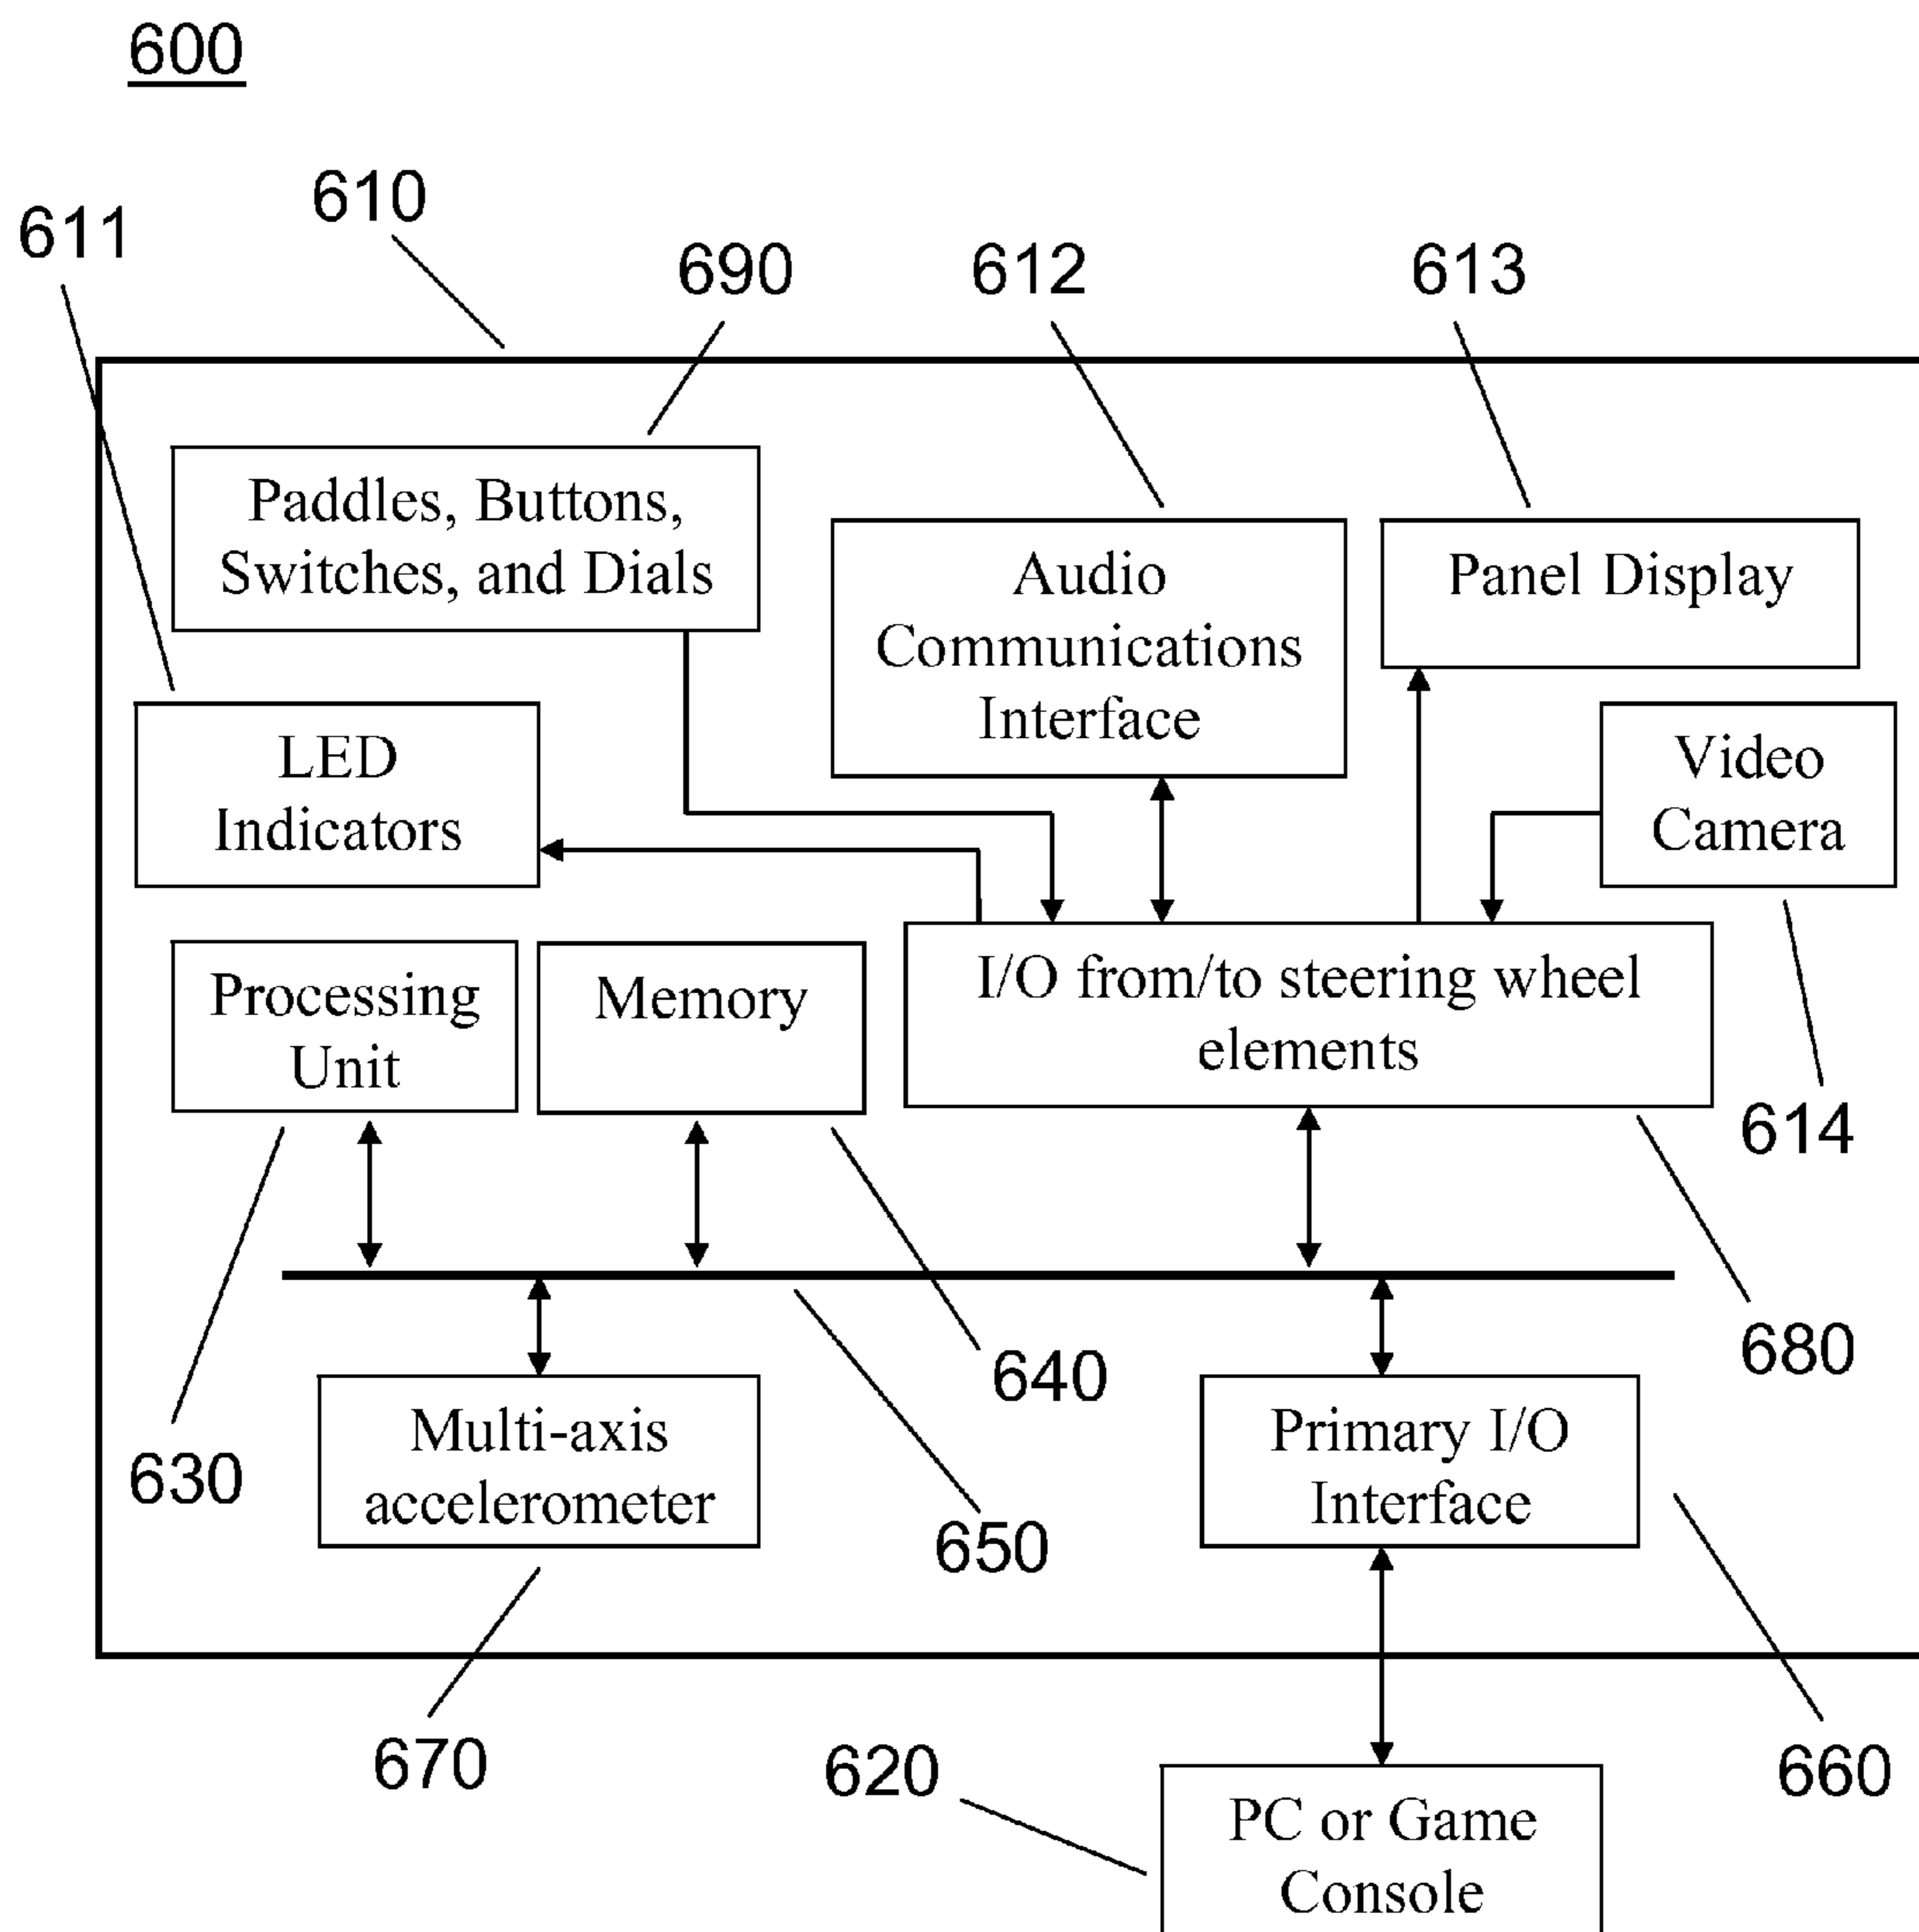 600
610
611
690
612
613
Paddles, Buttons,
Switches, and Dials
Audio
Communications
Interface
Panel Display
LED
Indicators
Video
Camera
Processing
Unit
Memory
I/O from/to steering wheel
elements
614
680
640
Multi-axis
accelerometer
Primary I/O
Interface
630
650
670
620
660
PC or Game
Console